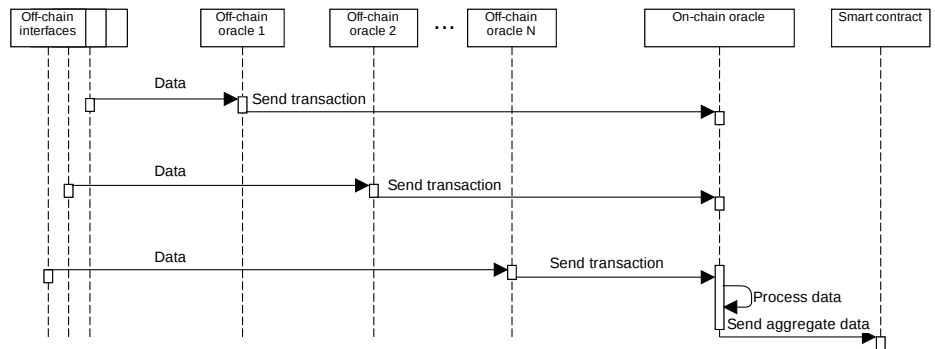 Off-chain
interfaces
Off-chain
oracle 1
Off-chain
oracle 2
...
Off-chain
oracle N
On-chain oracle
Smart contract
Data
Send transaction
Data
Send transaction
Data
Send transaction
Process data
Send aggregate data